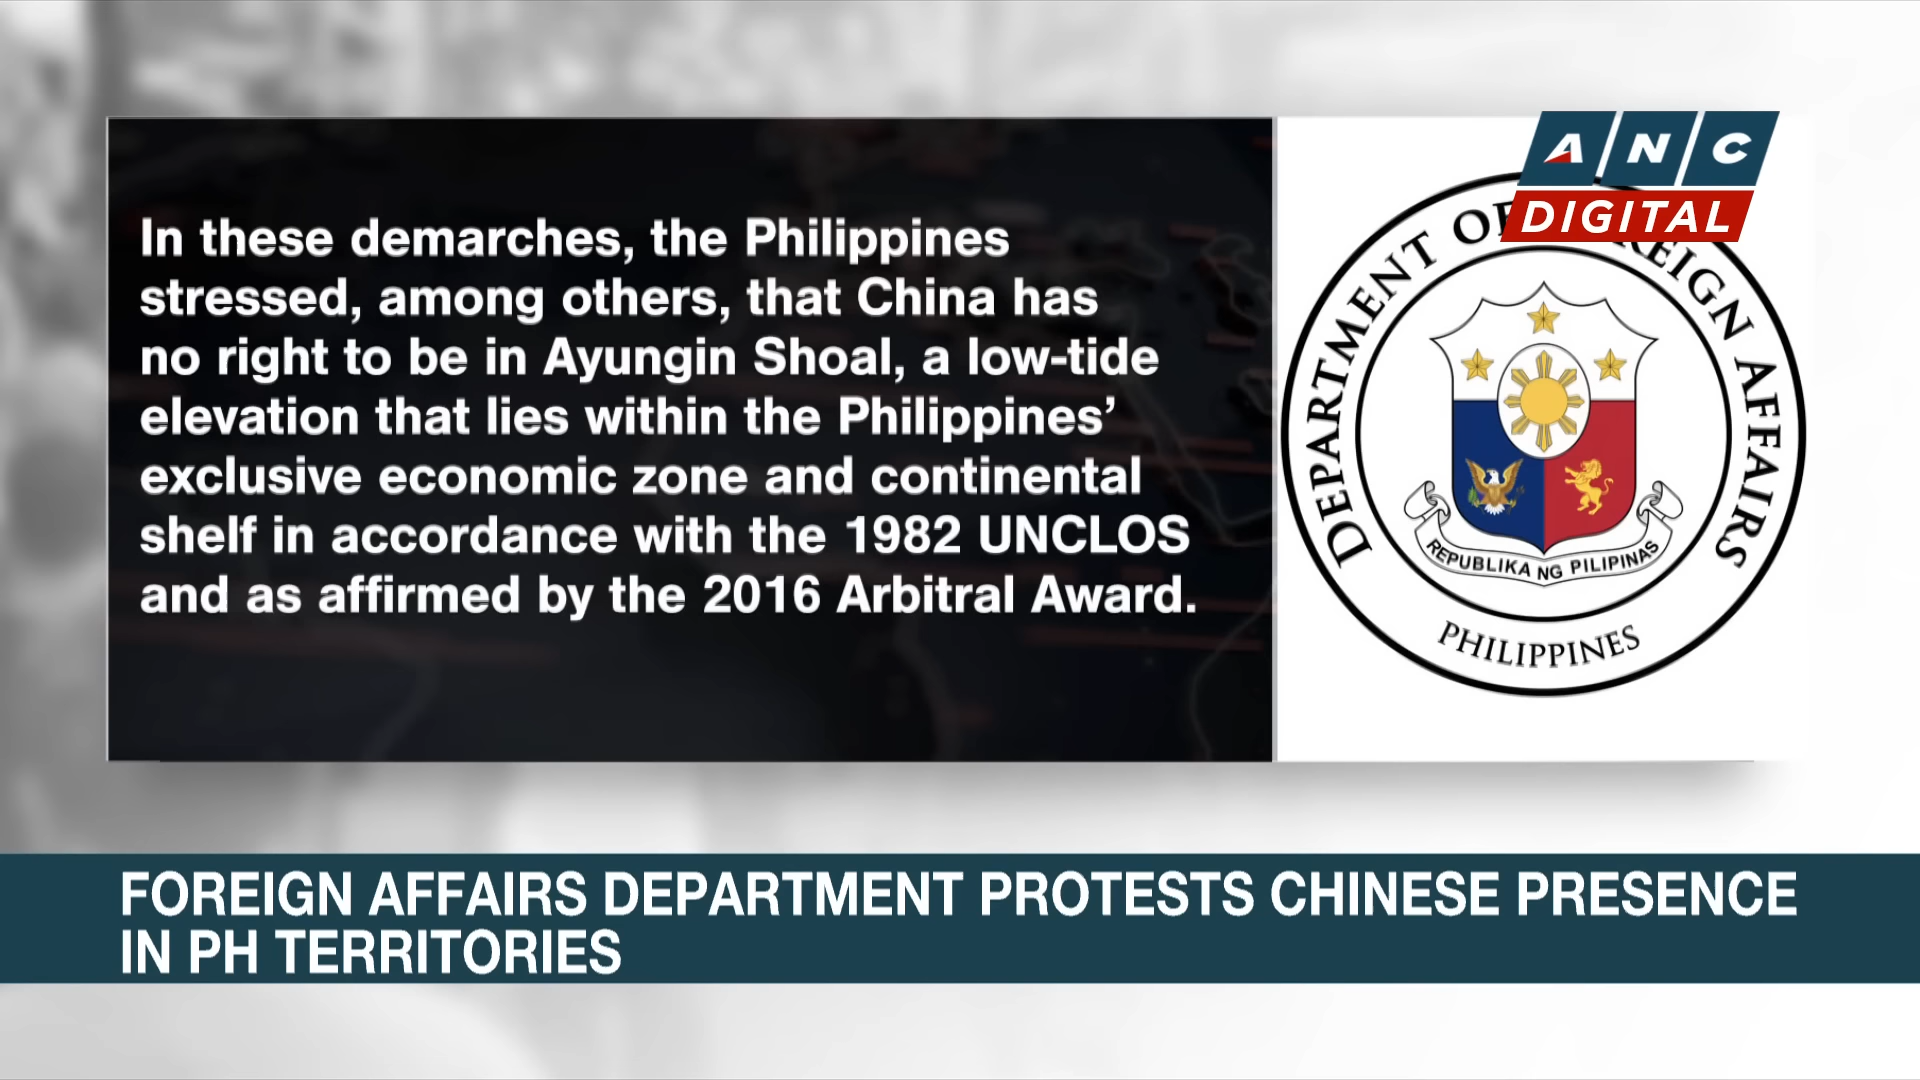 In these demarches, the Philippines
stressed, among others, that China has
no right to be in Ayungin Shoal, a low-tide
elevation that lies within the Philippines’
exclusive economic zone and continental
shelf in accordance with the 1982 UNCLOS
and as affirmed by the 2016 Arbitral Award.
ANC
DIGITAL
DEPARTMENT OF FOREIGN AFFAIRS
REPUBLIKA NG PILIPINAS
PHILIPPINES
FOREIGN AFFAIRS DEPARTMENT PROTESTS CHINESE PRESENCE
IN PH TERRITORIES